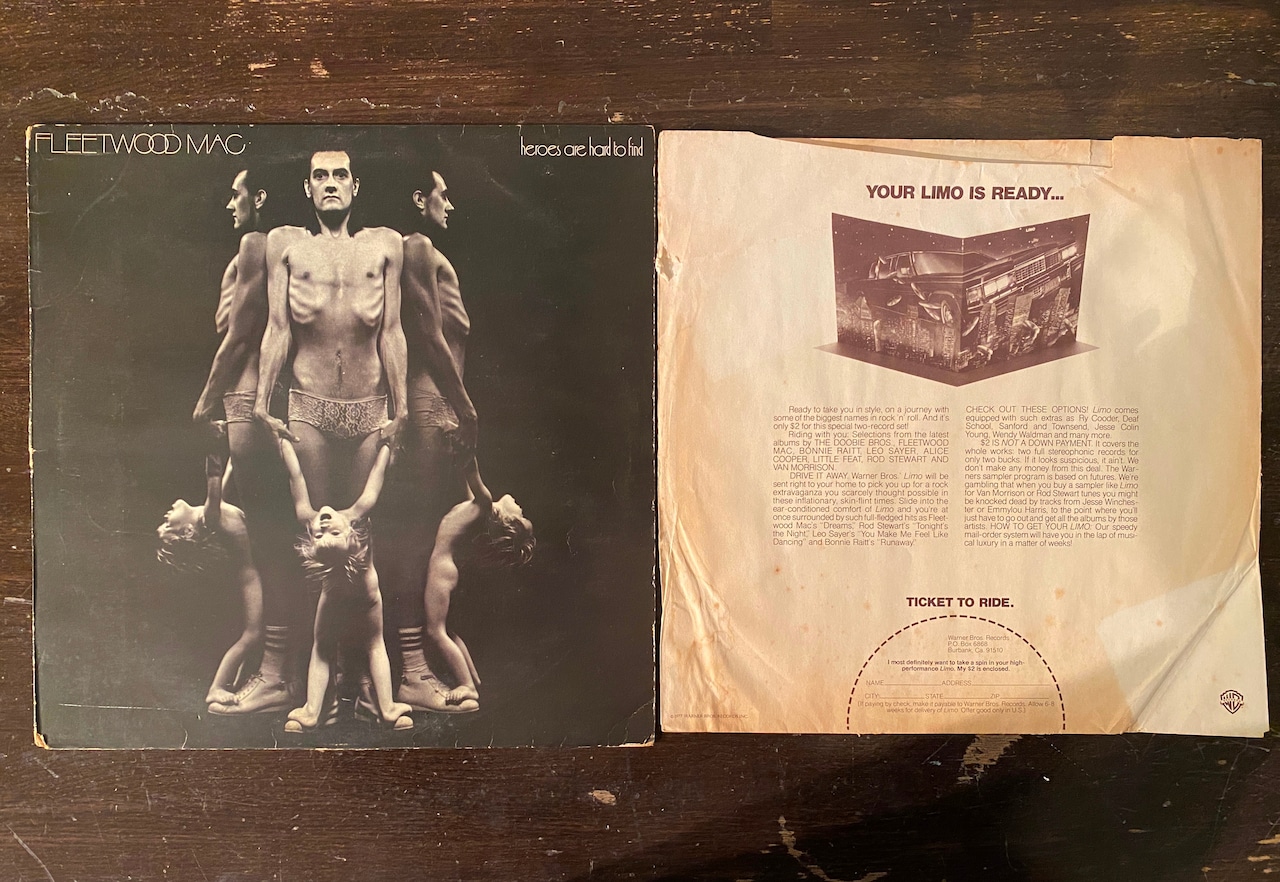 FLEETWOOD MAC
heroes are hard to find
YOUR LIMO IS READY...
LIMO
Ready to take you in style, on a journey with
some of the biggest names in rock 'n' roll. And it's
only $2 for this special two-record set!
Riding with you: Selections from the latest
albums by THE DOOBIE BROS., FLEETWOOD
MAC, BONNIE RAITT, LEO SAYER, ALICE
COOPER, LITTLE FEAT, ROD STEWART AND
VAN MORRISON.
DRIVE IT AWAY. Warner Bros.' Limo will be
sent right to your home to pick you up for a rock
extravaganza you scarcely thought possible in
these inflationary, skin-flint times. Slide into the
ear-conditioned comfort of Limo and you're at
once surrounded by such full-fledged hits as Fleet-
wood Mac's "Dreams," Rod Stewart's "Tonight's
the Night," Leo Sayer's "You Make Me Feel Like
Dancing" and Bonnie Raitt's "Runaway."
CHECK OUT THESE OPTIONS! Limo comes
equipped with such extras as Ry Cooder, Deaf
School, Sanford and Townsend, Jesse Colin
Young, Wendy Waldman and many more.
$2 IS NOT A DOWN PAYMENT. It covers the
whole works: two full stereophonic records for
only two bucks. If it looks suspicious, it ain't. We
don't make any money from this deal. The War-
ners sampler program is based on futures. We're
gambling that when you buy a sampler like Limo
for Van Morrison or Rod Stewart tunes you might
be knocked dead by tracks from Jesse Winches-
ter or Emmylou Harris, to the point where you'll
just have to go out and get all the albums by those
artists. HOW TO GET YOUR LIMO: Our speedy
mail-order system will have you in the lap of musi-
cal luxury in a matter of weeks!
TICKET TO RIDE.
Warner Bros. Records
P.O. Box 6868
Burbank, Ca. 91510
I most definitely want to take a spin in your high-
performance Limo. My $2 is enclosed.
NAME ADDRESS
CITY STATE ZIP
(If paying by check, make it payable to Warner Bros. Records. Allow 6-8
weeks for delivery of Limo. Offer good only in U.S.)
© 1977 WARNER BROS. RECORDS INC.